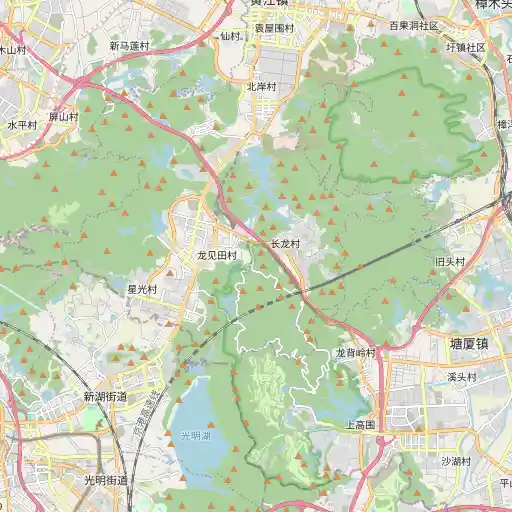 黄江镇
樟木头
百果洞社区
袁屋围村
仙村
新马莲村
圩镇社区
木山村
北岸村
屏山村
水平村
长龙村
龙见田村
旧头村
星光村
塘厦镇
龙背岭村
溪头村
新湖街道
上高围
光明湖
沙湖村
光明街道
平山